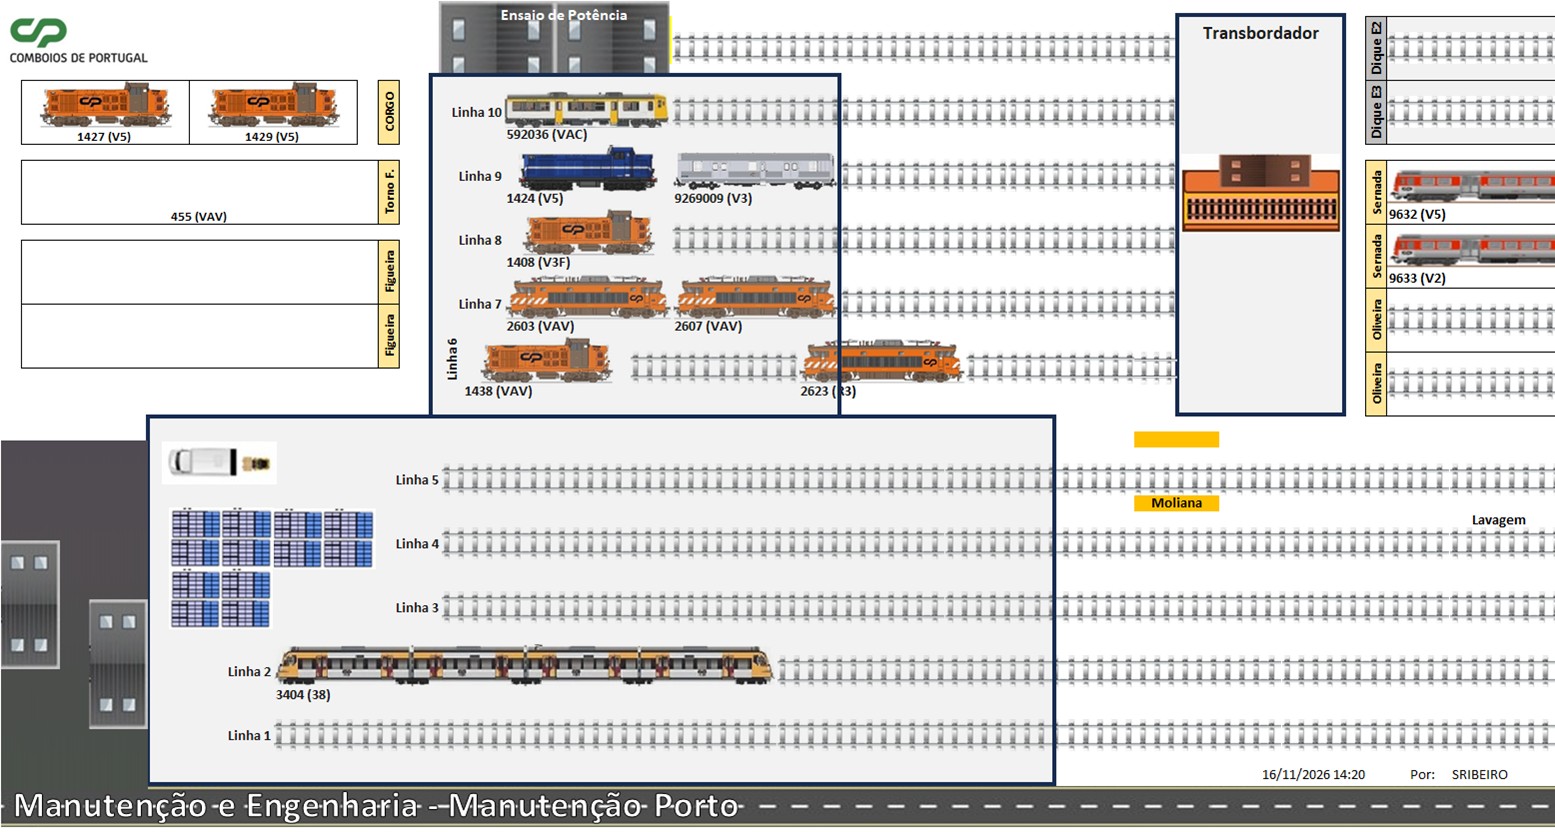 CP
COMBOIOS DE PORTUGAL
Ensaio de Potência
Transbordador
Dique E2
Dique E3
1427 (V5)
1429 (V5)
CORGO
455 (VAV)
Torno F.
Figueira
Figueira
Linha 10
592036 (VAC)
Linha 9
1424 (V5)
9269009 (V3)
Linha 8
1408 (V3F)
Linha 7
2603 (VAV)
2607 (VAV)
Linha 6
1438 (VAV)
2623 (R3)
Sernada
9632 (V5)
Sernada
9633 (V2)
Oliveira
Oliveira
Linha 5
Moliana
Lavagem
Linha 4
Linha 3
Linha 2
3404 (38)
Linha 1
16/11/2026 14:20 Por: SRIBEIRO
Manutenção e Engenharia - Manutenção Porto